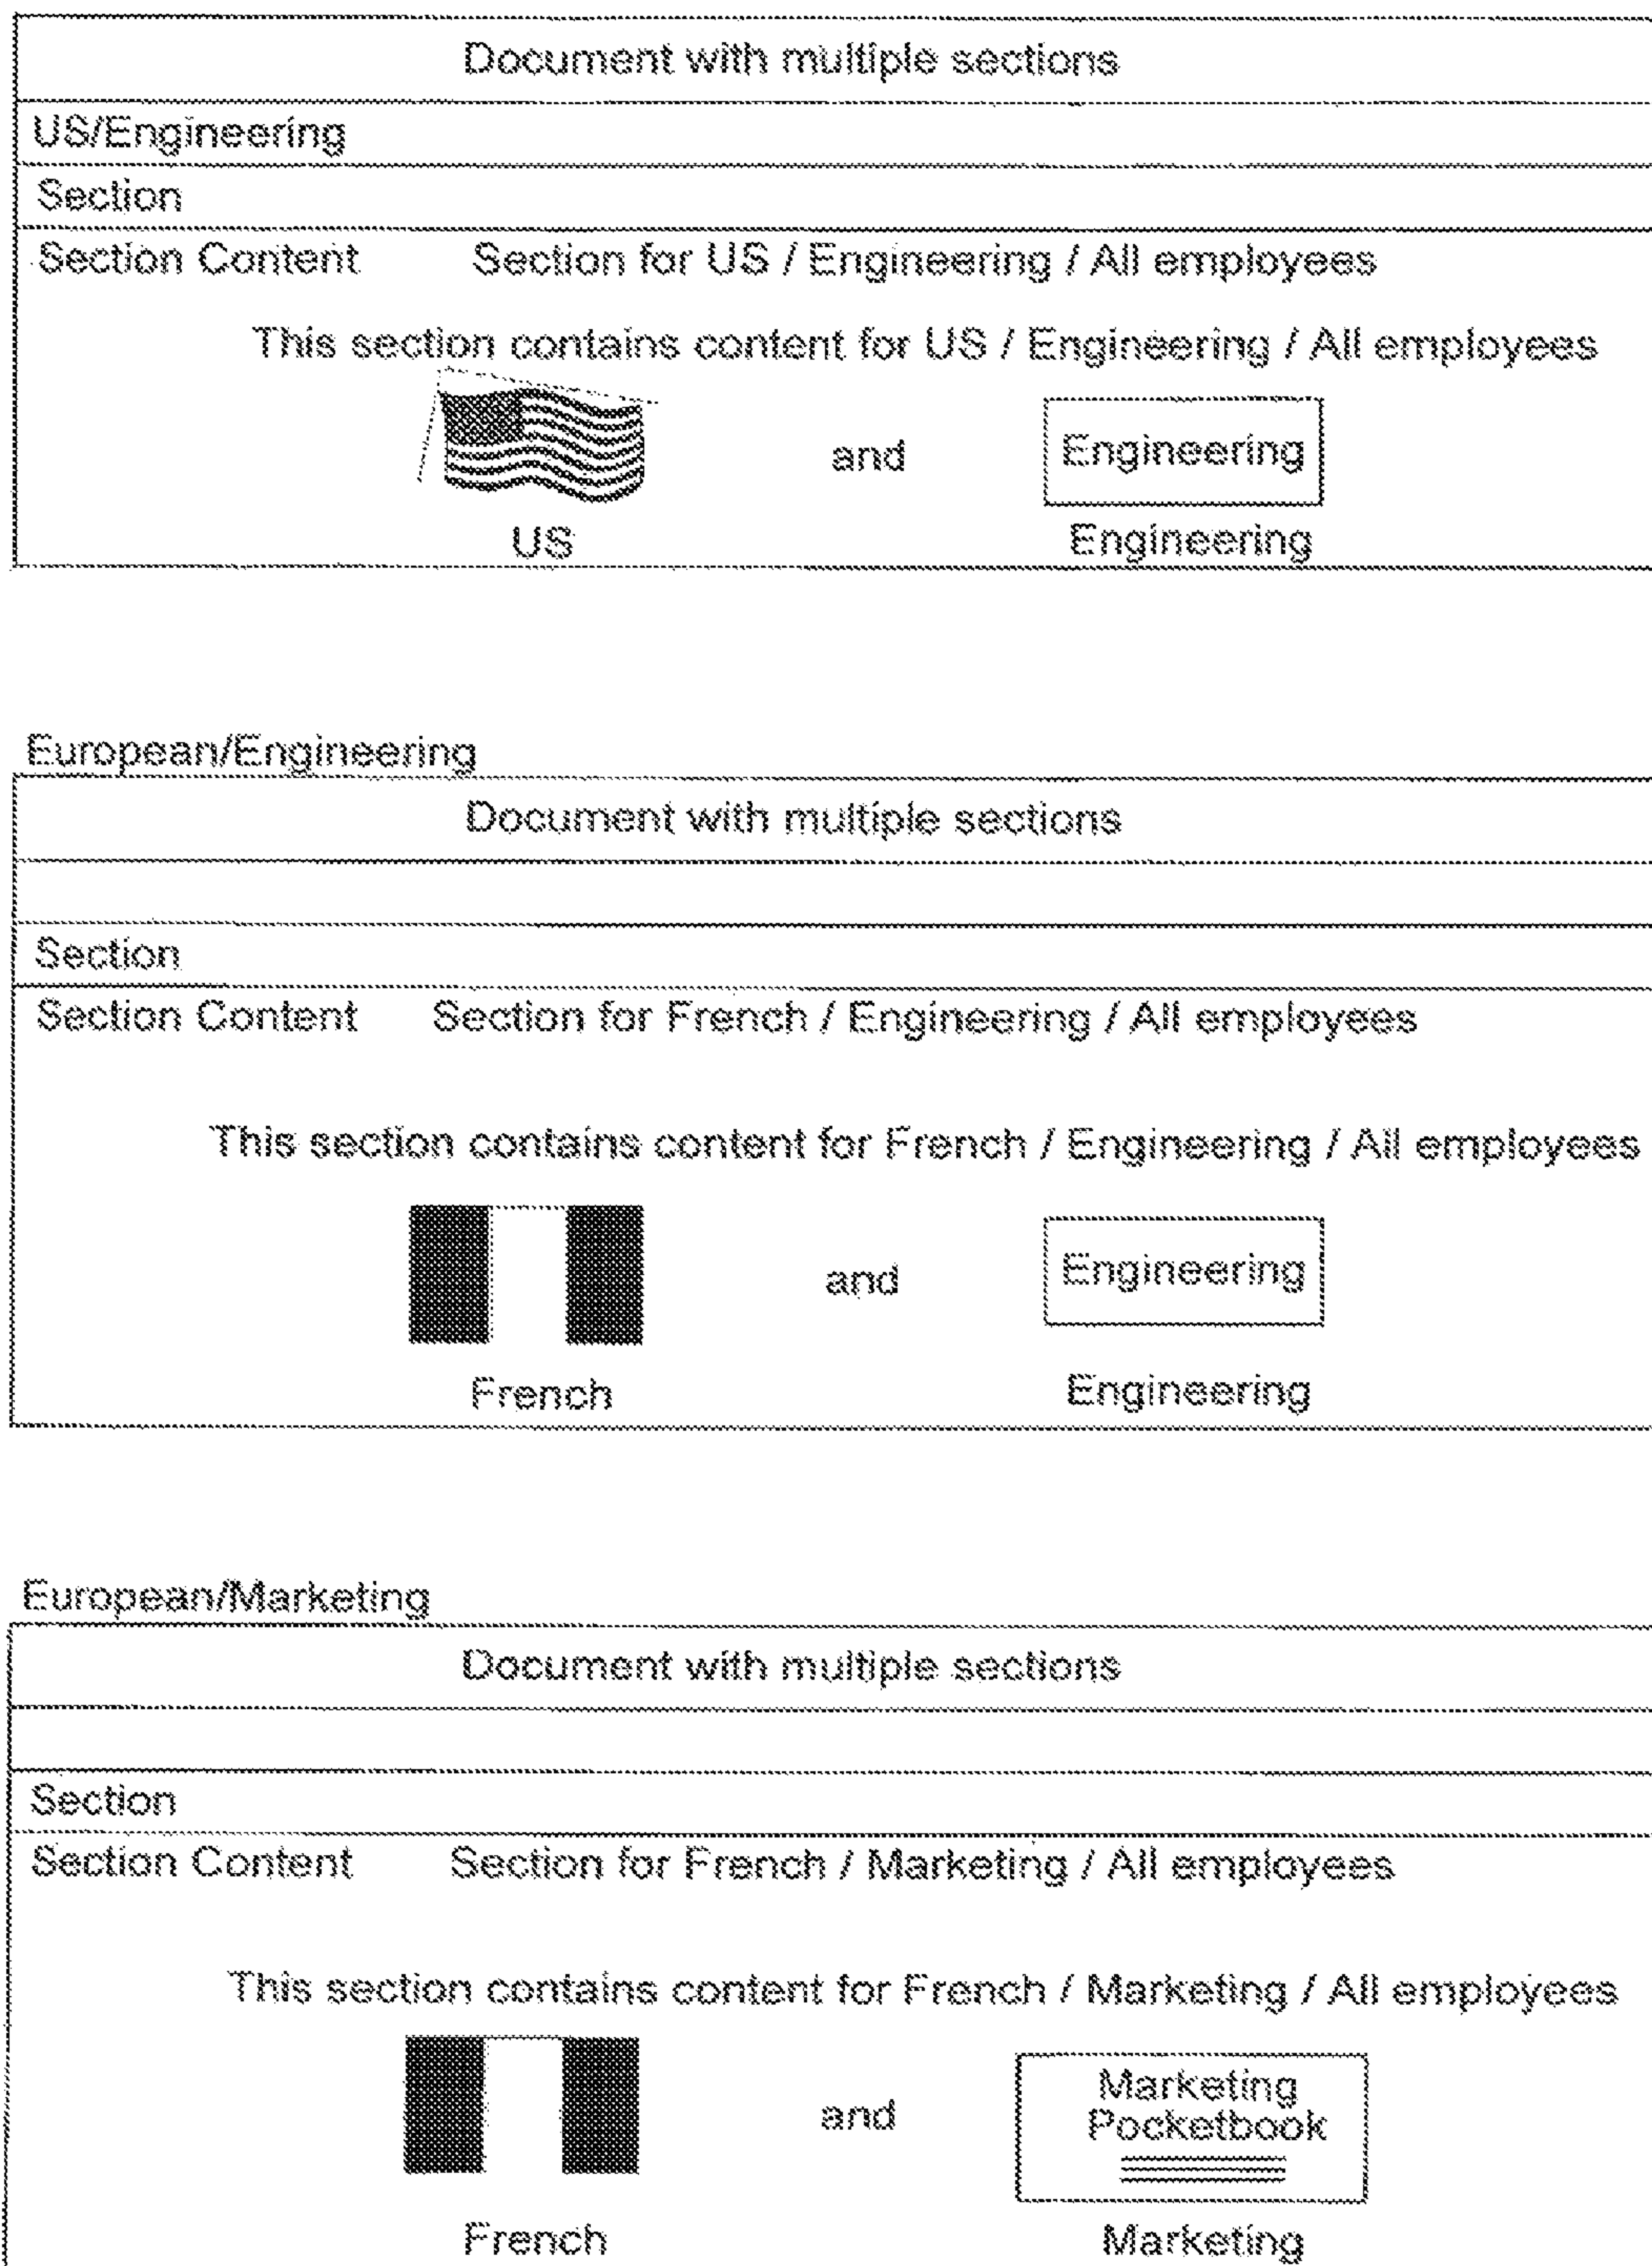 Document with multiple sections
US/Engineering
Section
Section Content Section for US / Engineering / All employees
This section contains content for US / Engineering / All employees
and Engineering
US Engineering
European/Engineering
Document with multiple sections
Section
Section Content Section for French / Engineering / All employees
This section contains content for French / Engineering / All employees
and Engineering
French Engineering
European/Marketing
Document with multiple sections
Section
Section Content Section for French / Marketing / All employees
This section contains content for French / Marketing / All employees
Marketing
and Pocketbook
French Marketing